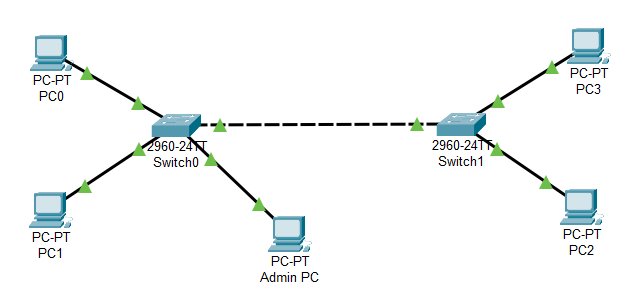 PC-PT
PC0
PC-PT
PC3
2960-24TT
Switch0
2960-24TT
Switch1
PC-PT
PC1
PC-PT
Admin PC
PC-PT
PC2